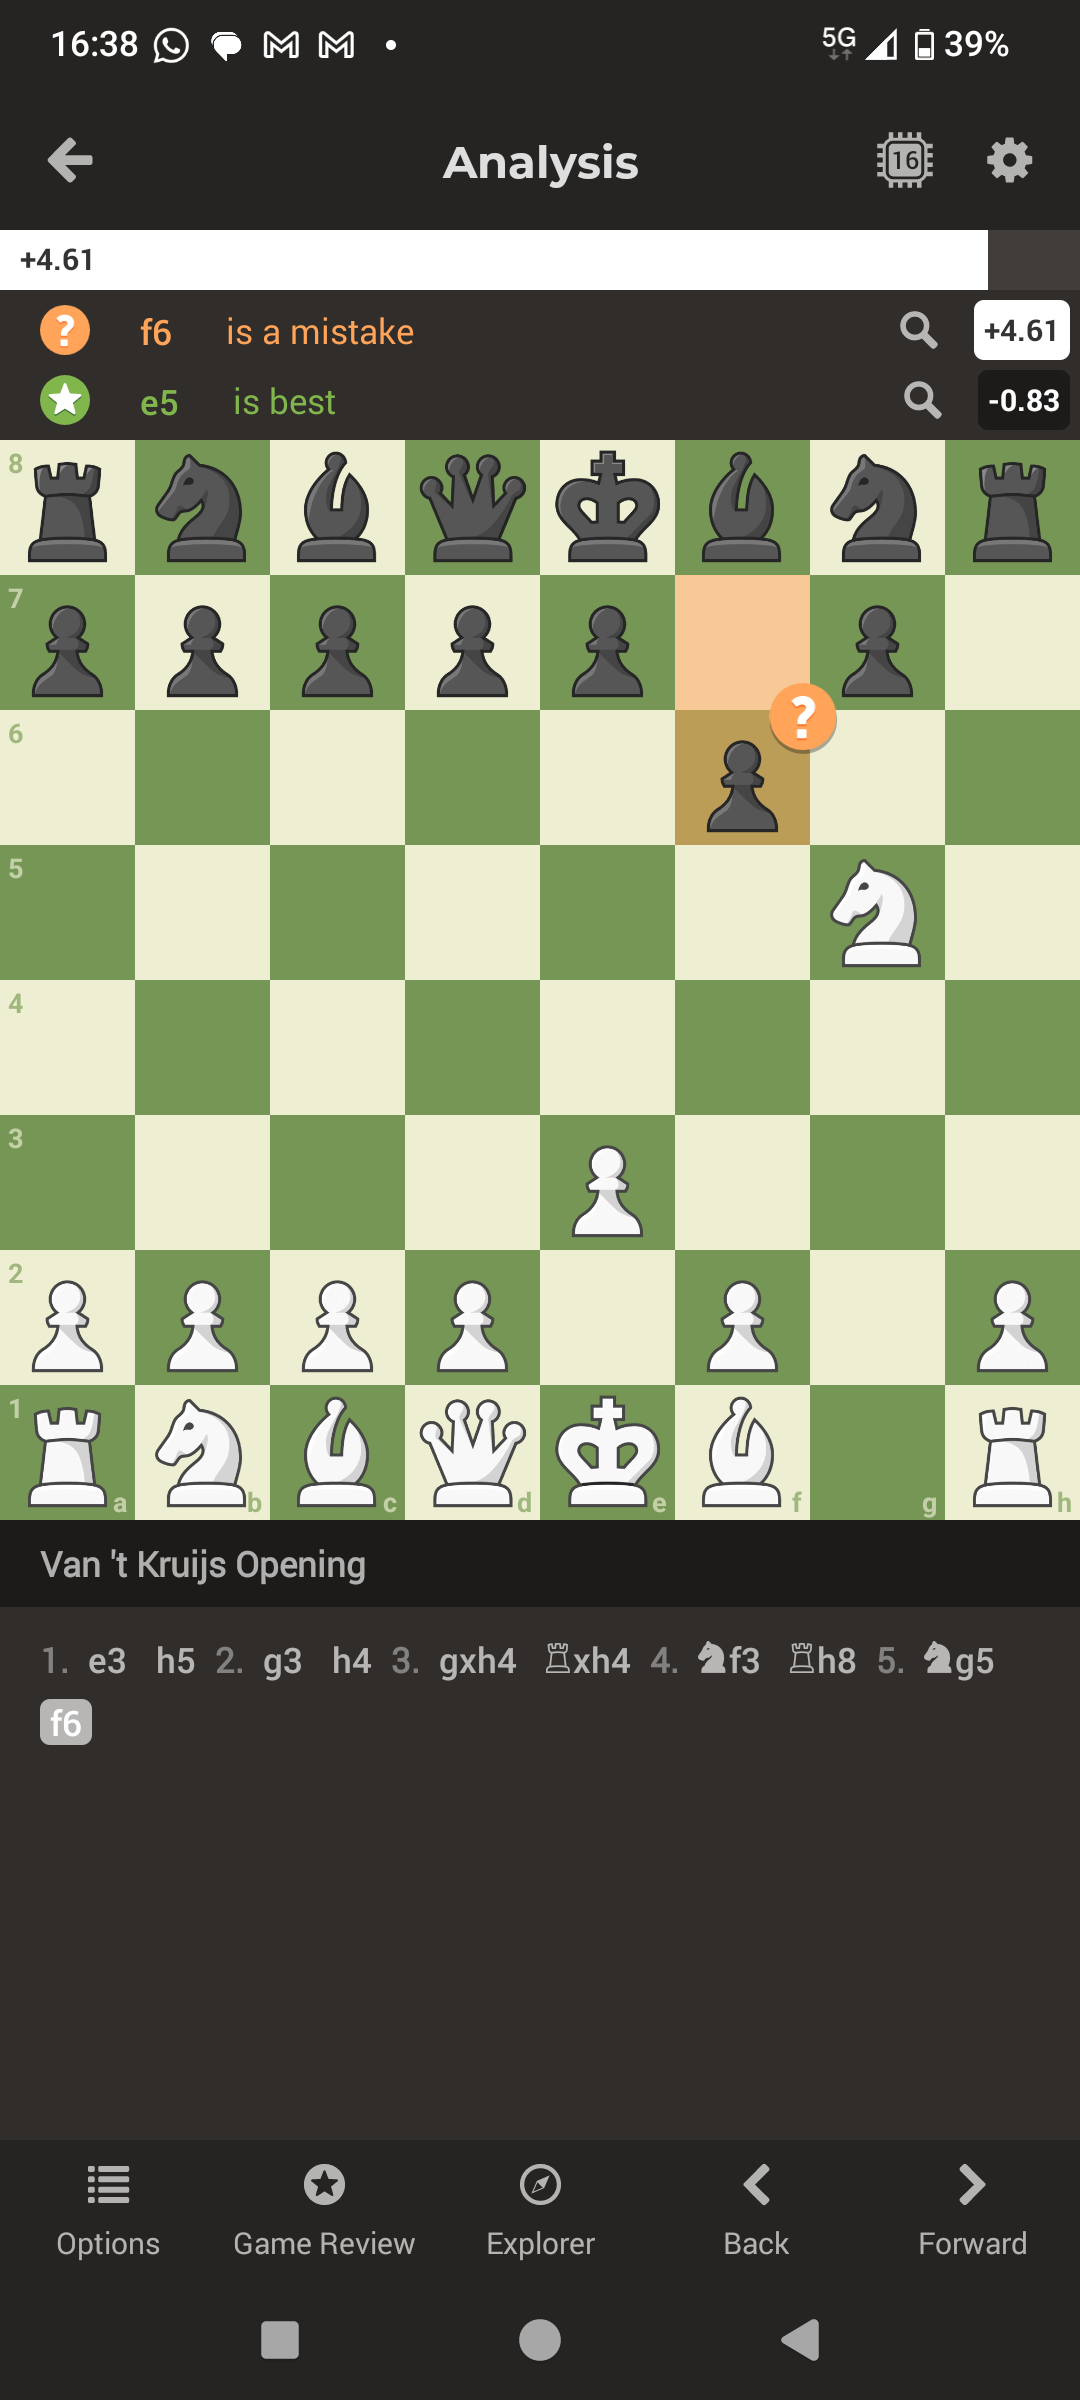 16:38 5G 39%
Analysis 16
+4.61
? f6 is a mistake +4.61
e5 is best -0.83
8
7
?
6
5
4
3
2
1 a b c d e f g h
Van 't Kruijs Opening
1. e3 h5 2. g3 h4 3. gxh4 ♖xh4 4. ♞f3 ♖h8 5. ♞g5
f6
Options Game Review Explorer Back Forward